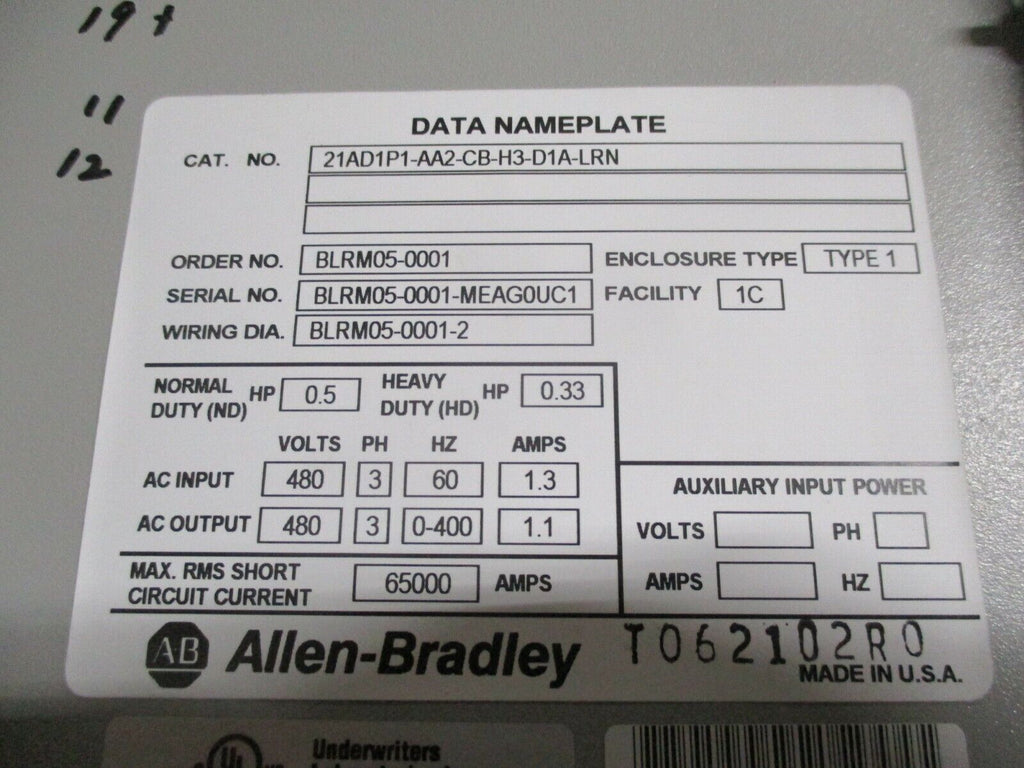 19 +
11
12
DATA NAMEPLATE
CAT. NO. 21AD1P1-AA2-CB-H3-D1A-LRN
ORDER NO. BLRM05-0001 ENCLOSURE TYPE TYPE 1
SERIAL NO. BLRM05-0001-MEAG0UC1 FACILITY 1C
WIRING DIA. BLRM05-0001-2
NORMAL DUTY (ND) HP 0.5 HEAVY DUTY (HD) HP 0.33
VOLTS PH HZ AMPS
AC INPUT 480 3 60 1.3
AC OUTPUT 480 3 0-400 1.1
AUXILIARY INPUT POWER
VOLTS PH
AMPS HZ
MAX. RMS SHORT
CIRCUIT CURRENT 65000 AMPS
AB Allen-Bradley T062102R0
MADE IN U.S.A.
UL Underwriters